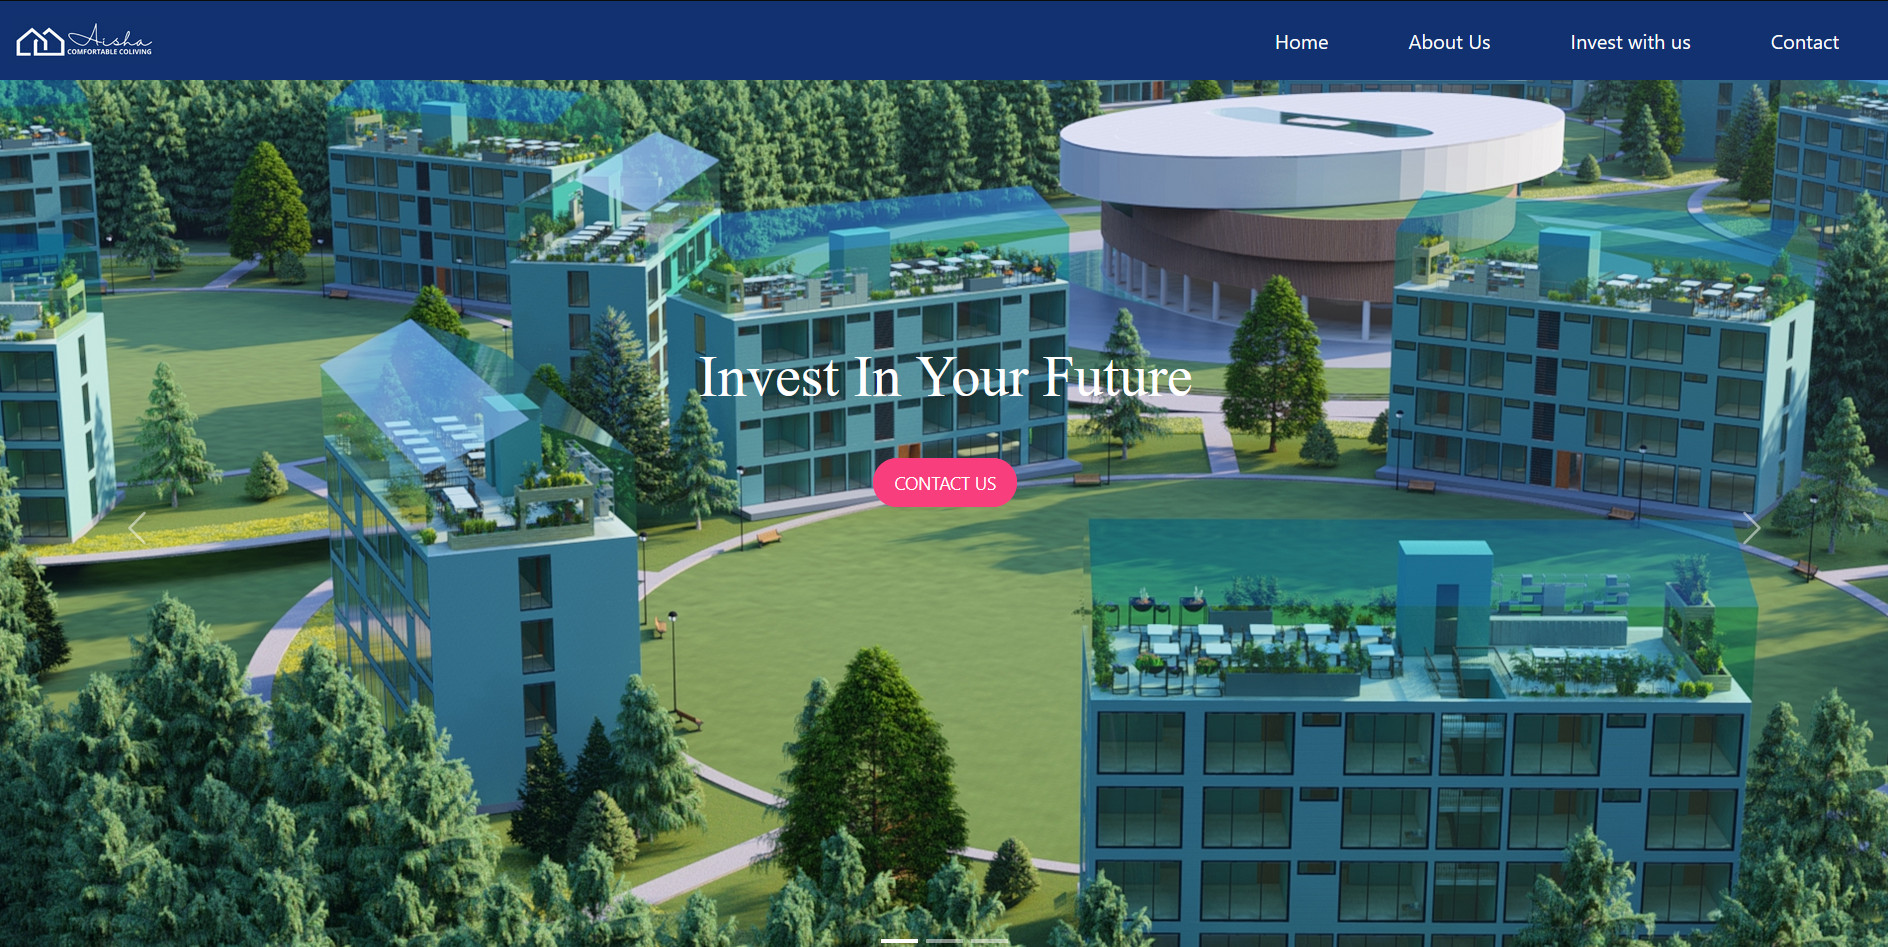 Aisha
COMFORTABLE COLIVING
Home
About Us
Invest with us
Contact
Invest In Your Future
CONTACT US